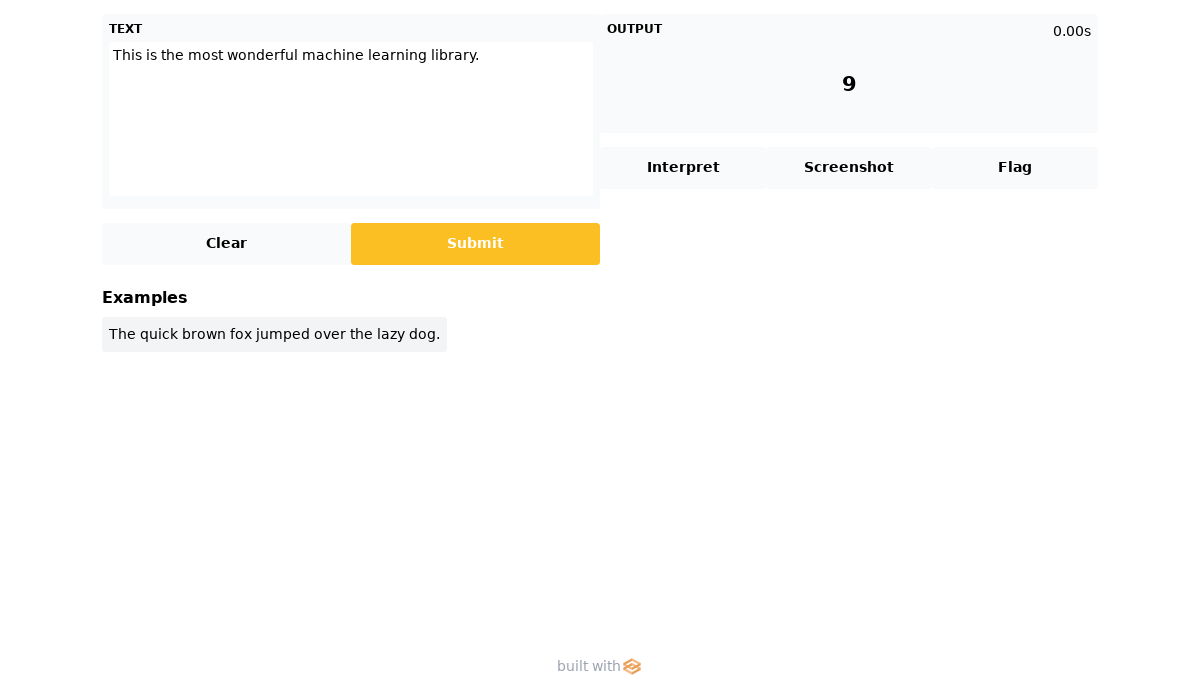 TEXT
This is the most wonderful machine learning library.
Clear
Submit
Examples
The quick brown fox jumped over the lazy dog.
OUTPUT
0.00s
9
Interpret
Screenshot
Flag
built with